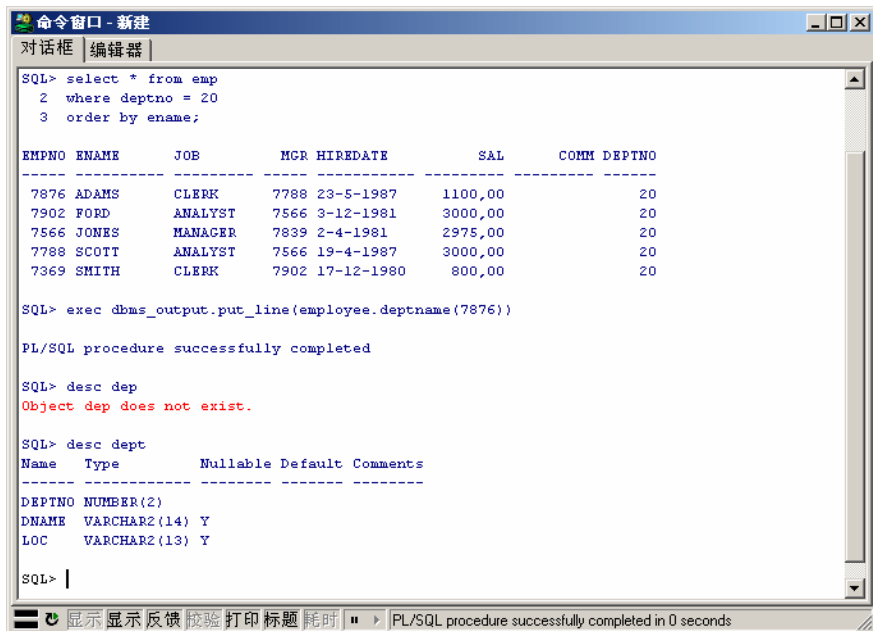 命令窗口 - 新建
对话框 编辑器
SQL> select * from emp
  2  where deptno = 20
  3  order by ename;
EMPNO ENAME      JOB         MGR HIREDATE          SAL      COMM DEPTNO
----- ---------- --------- ----- ----------- --------- --------- ------
 7876 ADAMS      CLERK      7788 23-5-1987     1100,00               20
 7902 FORD       ANALYST    7566 3-12-1981     3000,00               20
 7566 JONES      MANAGER    7839 2-4-1981      2975,00               20
 7788 SCOTT      ANALYST    7566 19-4-1987     3000,00               20
 7369 SMITH      CLERK      7902 17-12-1980     800,00               20
SQL> exec dbms_output.put_line(employee.deptname(7876))
PL/SQL procedure successfully completed
SQL> desc dep
Object dep does not exist.
SQL> desc dept
Name   Type         Nullable Default Comments
------ ------------ -------- ------- --------
DEPTNO NUMBER(2)
DNAME  VARCHAR2(14) Y
LOC    VARCHAR2(13) Y
SQL>
显示 显示 反馈 校验 打印 标题 耗时 PL/SQL procedure successfully completed in 0 seconds